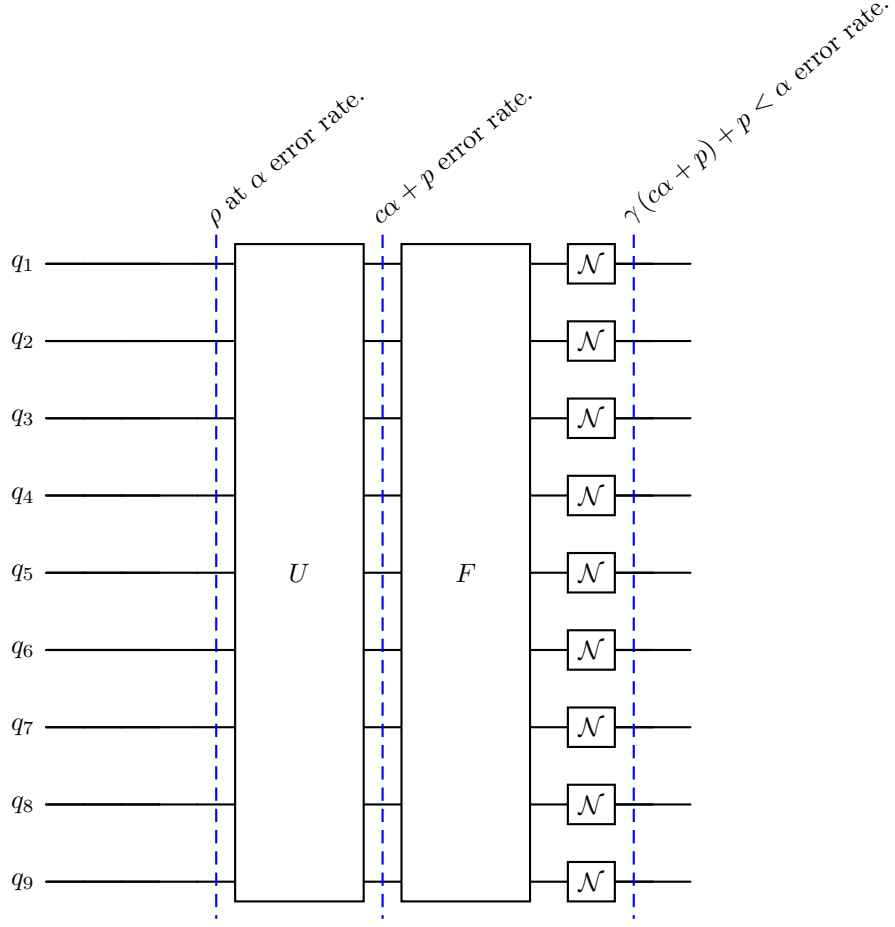 ρ at α error rate.
cα + p error rate.
γ (cα + p) + p < α error rate.
q₁
𝒩
q₂
𝒩
q₃
𝒩
q₄
𝒩
q₅
U
F
𝒩
q₆
𝒩
q₇
𝒩
q₈
𝒩
q₉
𝒩